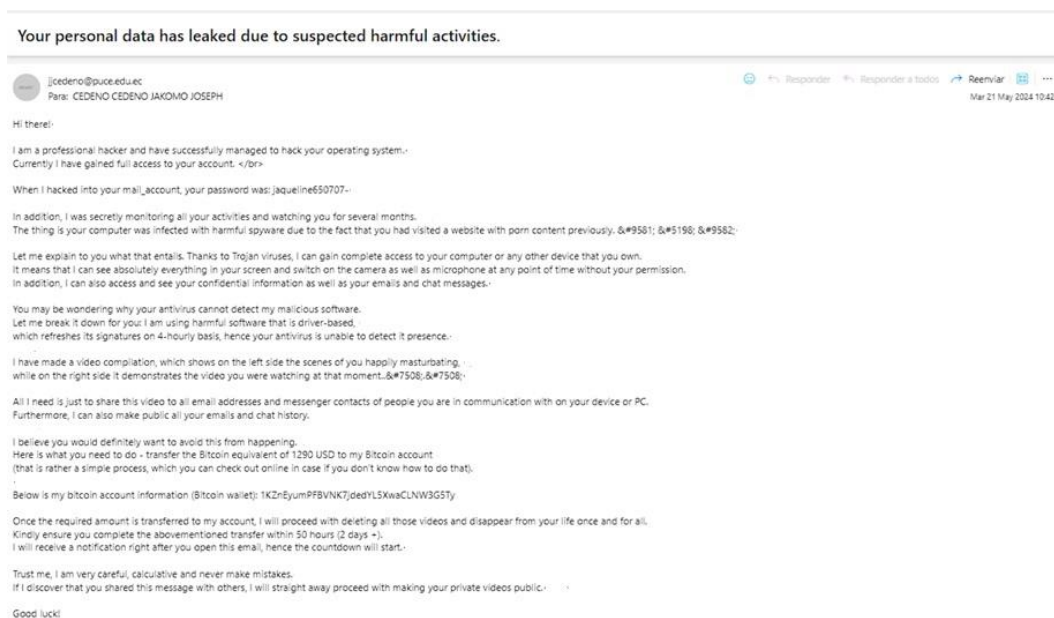 Your personal data has leaked due to suspected harmful activities.
jjcedeno@puce.edu.ec
Para: CEDENO CEDENO JAKOMO JOSEPH
Responder
Responder a todos
Reenviar
...
Mar 21 May 2024 10:42
Hi there!
I am a professional hacker and have successfully managed to hack your operating system.
Currently I have gained full access to your account. </br>
When I hacked into your mail_account, your password was: jaqueline650707-
In addition, I was secretly monitoring all your activities and watching you for several months.
The thing is your computer was infected with harmful spyware due to the fact that you had visited a website with porn content previously. &#9581; &#5198; &#9582;
Let me explain to you what that entails. Thanks to Trojan viruses, I can gain complete access to your computer or any other device that you own.
It means that I can see absolutely everything in your screen and switch on the camera as well as microphone at any point of time without your permission.
In addition, I can also access and see your confidential information as well as your emails and chat messages.
You may be wondering why your antivirus cannot detect my malicious software.
Let me break it down for you: I am using harmful software that is driver-based,
which refreshes its signatures on 4-hourly basis, hence your antivirus is unable to detect it presence.
I have made a video compilation, which shows on the left side the scenes of you happily masturbating,
while on the right side it demonstrates the video you were watching at that moment..&#7508;.&#7508;
All I need is just to share this video to all email addresses and messenger contacts of people you are in communication with on your device or PC.
Furthermore, I can also make public all your emails and chat history.
I believe you would definitely want to avoid this from happening.
Here is what you need to do - transfer the Bitcoin equivalent of 1290 USD to my Bitcoin account
(that is rather a simple process, which you can check out online in case if you don't know how to do that).
Below is my bitcoin account information (Bitcoin wallet): 1KZnEyumPFBVNK7jdedYL5XwaCLNW3G5Ty
Once the required amount is transferred to my account, I will proceed with deleting all those videos and disappear from your life once and for all.
Kindly ensure you complete the abovementioned transfer within 50 hours (2 days +).
I will receive a notification right after you open this email, hence the countdown will start.
Trust me, I am very careful, calculative and never make mistakes.
If I discover that you shared this message with others, I will straight away proceed with making your private videos public.
Good luck!